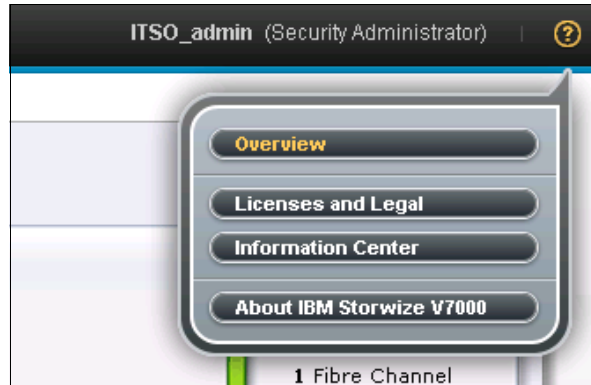 ITSO_admin (Security Administrator) | ?
Overview
Licenses and Legal
Information Center
About IBM Storwize V7000
1 Fibre Channel